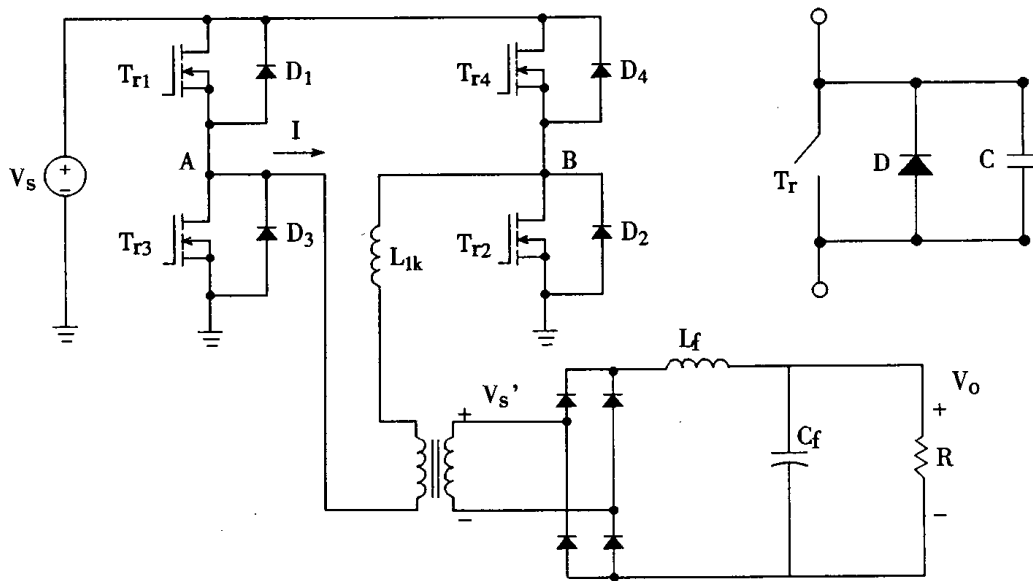 Tr1
D1
Tr4
D4
I
A
B
Vs
+
−
Tr3
D3
L1k
Tr2
D2
Tr
D
C
Lf
Vs'
+
−
Cf
Vo
+
R
−